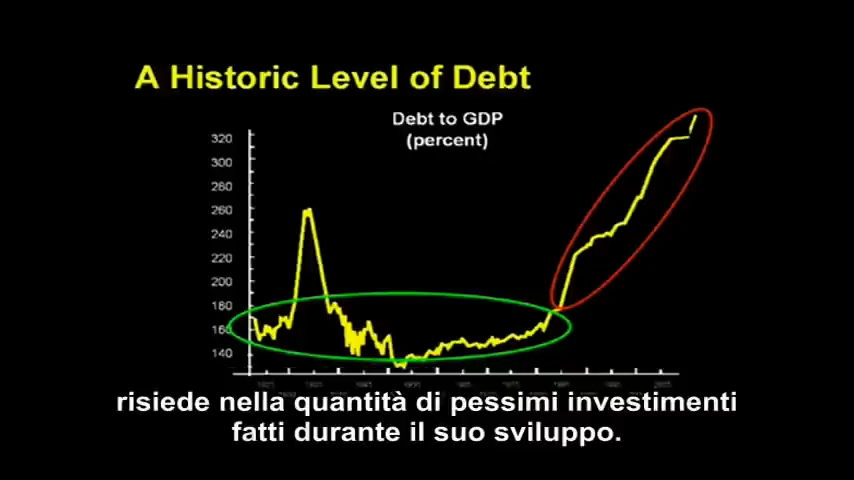 A Historic Level of Debt
Debt to GDP
(percent)
320
300
280
260
240
220
200
180
160
140
risiede nella quantità di pessimi investimenti
fatti durante il suo sviluppo.